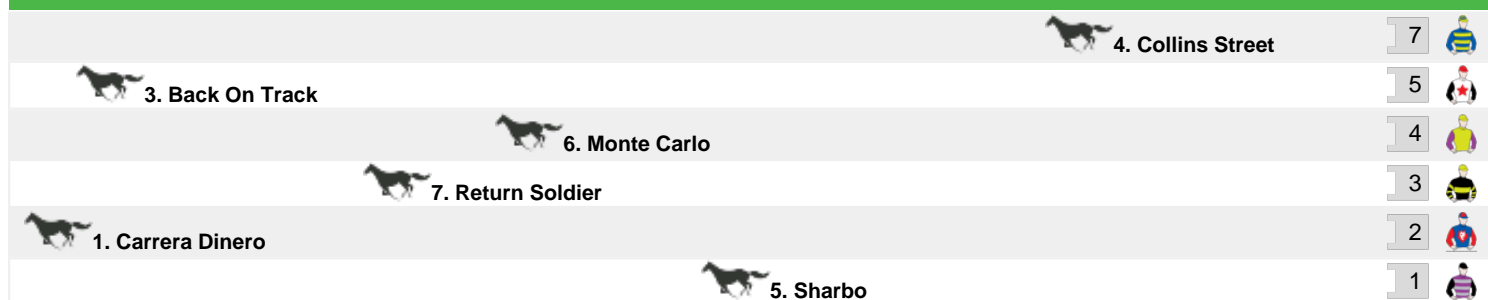 4. Collins Street 7
3. Back On Track 5
6. Monte Carlo 4
7. Return Soldier 3
1. Carrera Dinero 2
5. Sharbo 1